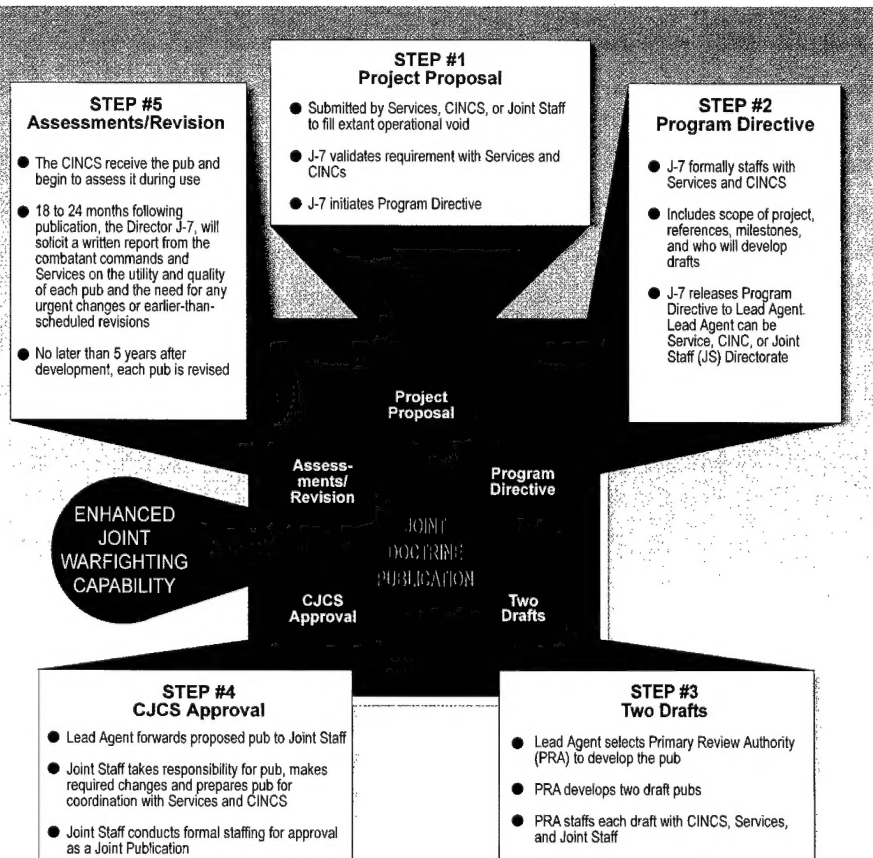 STEP #1
Project Proposal
● Submitted by Services, CINCS, or Joint Staff
to fill extant operational void
● J-7 validates requirement with Services and
CINCs
● J-7 initiates Program Directive
STEP #2
Program Directive
● J-7 formally staffs with
Services and CINCS
● Includes scope of project,
references, milestones,
and who will develop
drafts
● J-7 releases Program
Directive to Lead Agent.
Lead Agent can be
Service, CINC, or Joint
Staff (JS) Directorate
STEP #3
Two Drafts
● Lead Agent selects Primary Review Authority
(PRA) to develop the pub
● PRA develops two draft pubs
● PRA staffs each draft with CINCS, Services,
and Joint Staff
STEP #4
CJCS Approval
● Lead Agent forwards proposed pub to Joint Staff
● Joint Staff takes responsibility for pub, makes
required changes and prepares pub for
coordination with Services and CINCS
● Joint Staff conducts formal staffing for approval
as a Joint Publication
STEP #5
Assessments/Revision
● The CINCS receive the pub and
begin to assess it during use
● 18 to 24 months following
publication, the Director J-7, will
solicit a written report from the
combatant commands and
Services on the utility and quality
of each pub and the need for any
urgent changes or earlier-than-
scheduled revisions
● No later than 5 years after
development, each pub is revised
Project
Proposal
Program
Directive
Two
Drafts
CJCS
Approval
Assess-
ments/
Revision
JOINT
DOCTRINE
PUBLICATION
ENHANCED
JOINT
WARFIGHTING
CAPABILITY